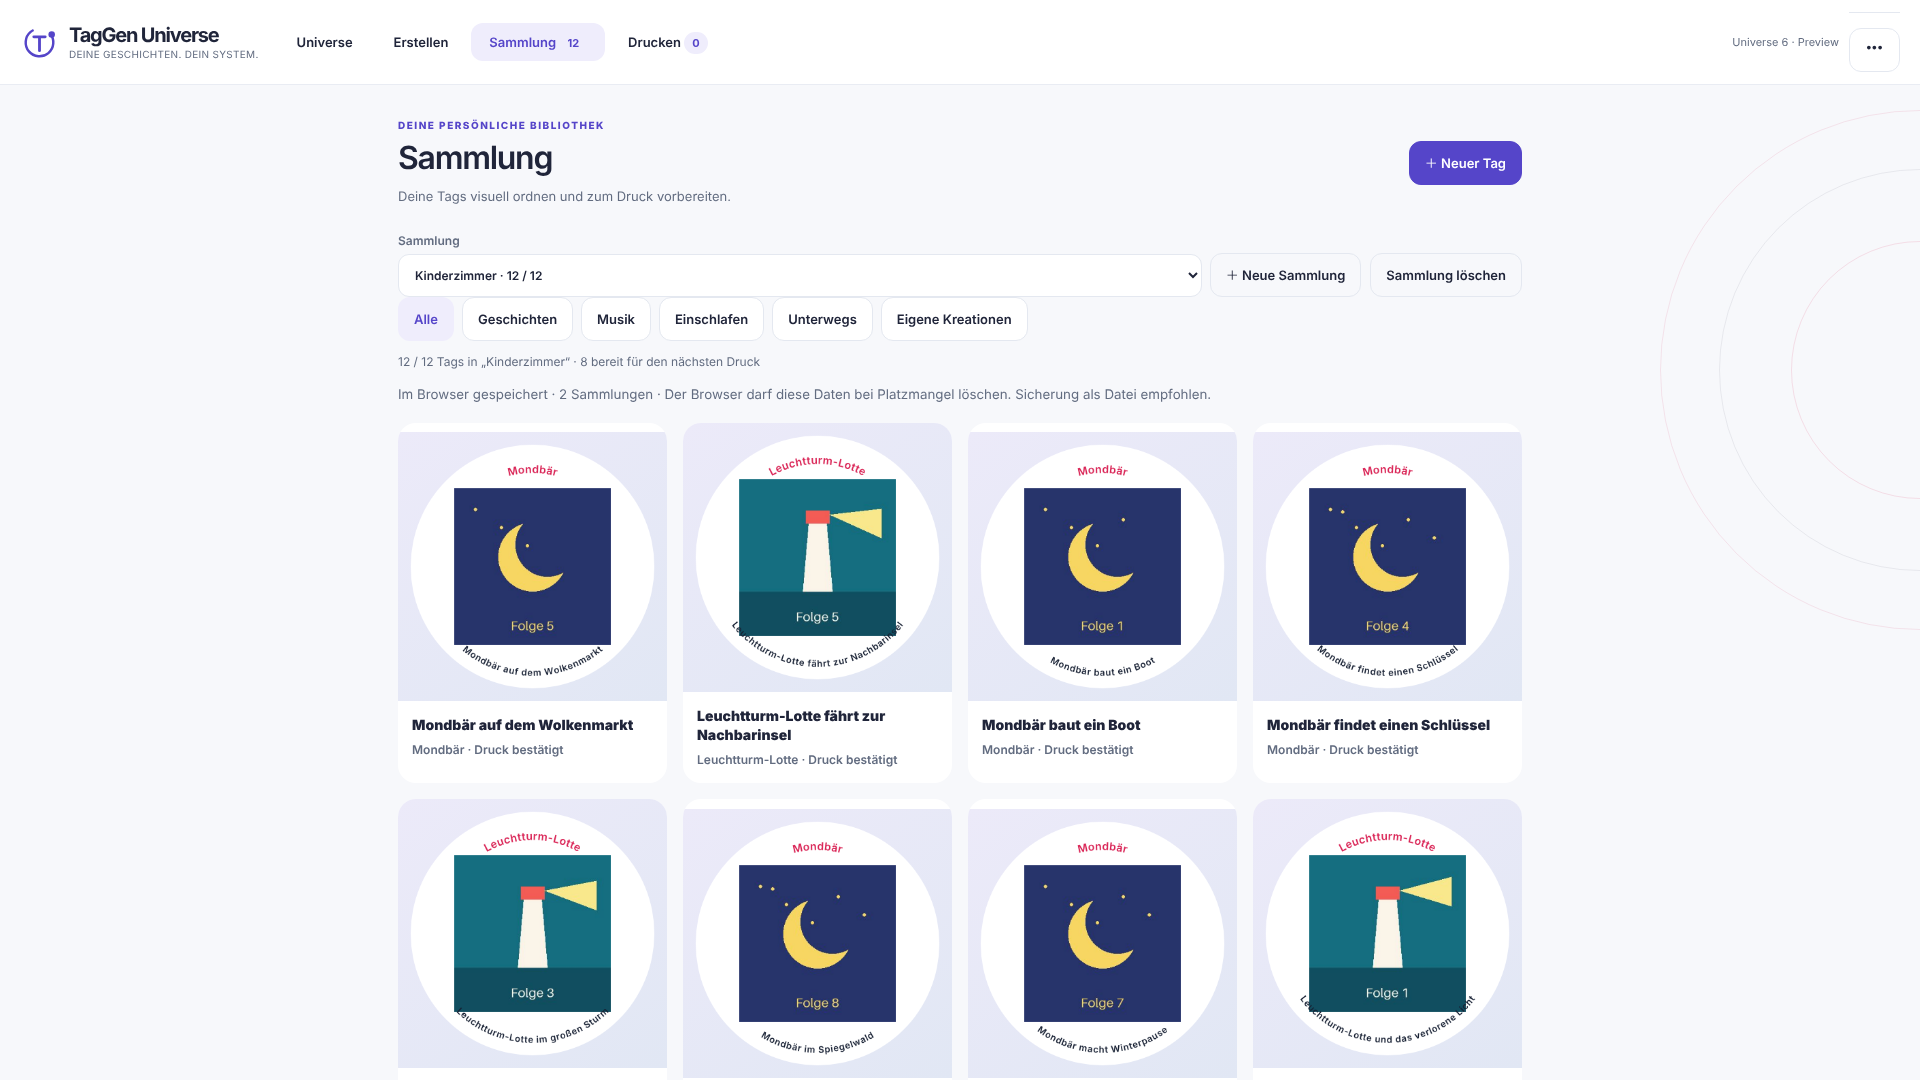 TagGen Universe
DEINE GESCHICHTEN. DEIN SYSTEM.
Universe
Erstellen
Sammlung 12
Drucken 0
Universe 6 · Preview
•••
DEINE PERSÖNLICHE BIBLIOTHEK
Sammlung
Deine Tags visuell ordnen und zum Druck vorbereiten.
+ Neuer Tag
Sammlung
Kinderzimmer · 12 / 12
+ Neue Sammlung
Sammlung löschen
Alle
Geschichten
Musik
Einschlafen
Unterwegs
Eigene Kreationen
12 / 12 Tags in „Kinderzimmer“ · 8 bereit für den nächsten Druck
Im Browser gespeichert · 2 Sammlungen · Der Browser darf diese Daten bei Platzmangel löschen. Sicherung als Datei empfohlen.
Mondbär
Folge 5
Mondbär auf dem Wolkenmarkt
Mondbär auf dem Wolkenmarkt
Mondbär · Druck bestätigt
Leuchtturm-Lotte
Folge 5
Leuchtturm-Lotte fährt zur Nachbarinsel
Leuchtturm-Lotte fährt zur
Nachbarinsel
Leuchtturm-Lotte · Druck bestätigt
Mondbär
Folge 1
Mondbär baut ein Boot
Mondbär baut ein Boot
Mondbär · Druck bestätigt
Mondbär
Folge 4
Mondbär findet einen Schlüssel
Mondbär findet einen Schlüssel
Mondbär · Druck bestätigt
Leuchtturm-Lotte
Folge 3
Leuchtturm-Lotte im großen Sturm
Mondbär
Folge 8
Mondbär im Spiegelwald
Mondbär
Folge 7
Mondbär macht Winterpause
Leuchtturm-Lotte
Folge 1
Leuchtturm-Lotte und das verlorene Licht